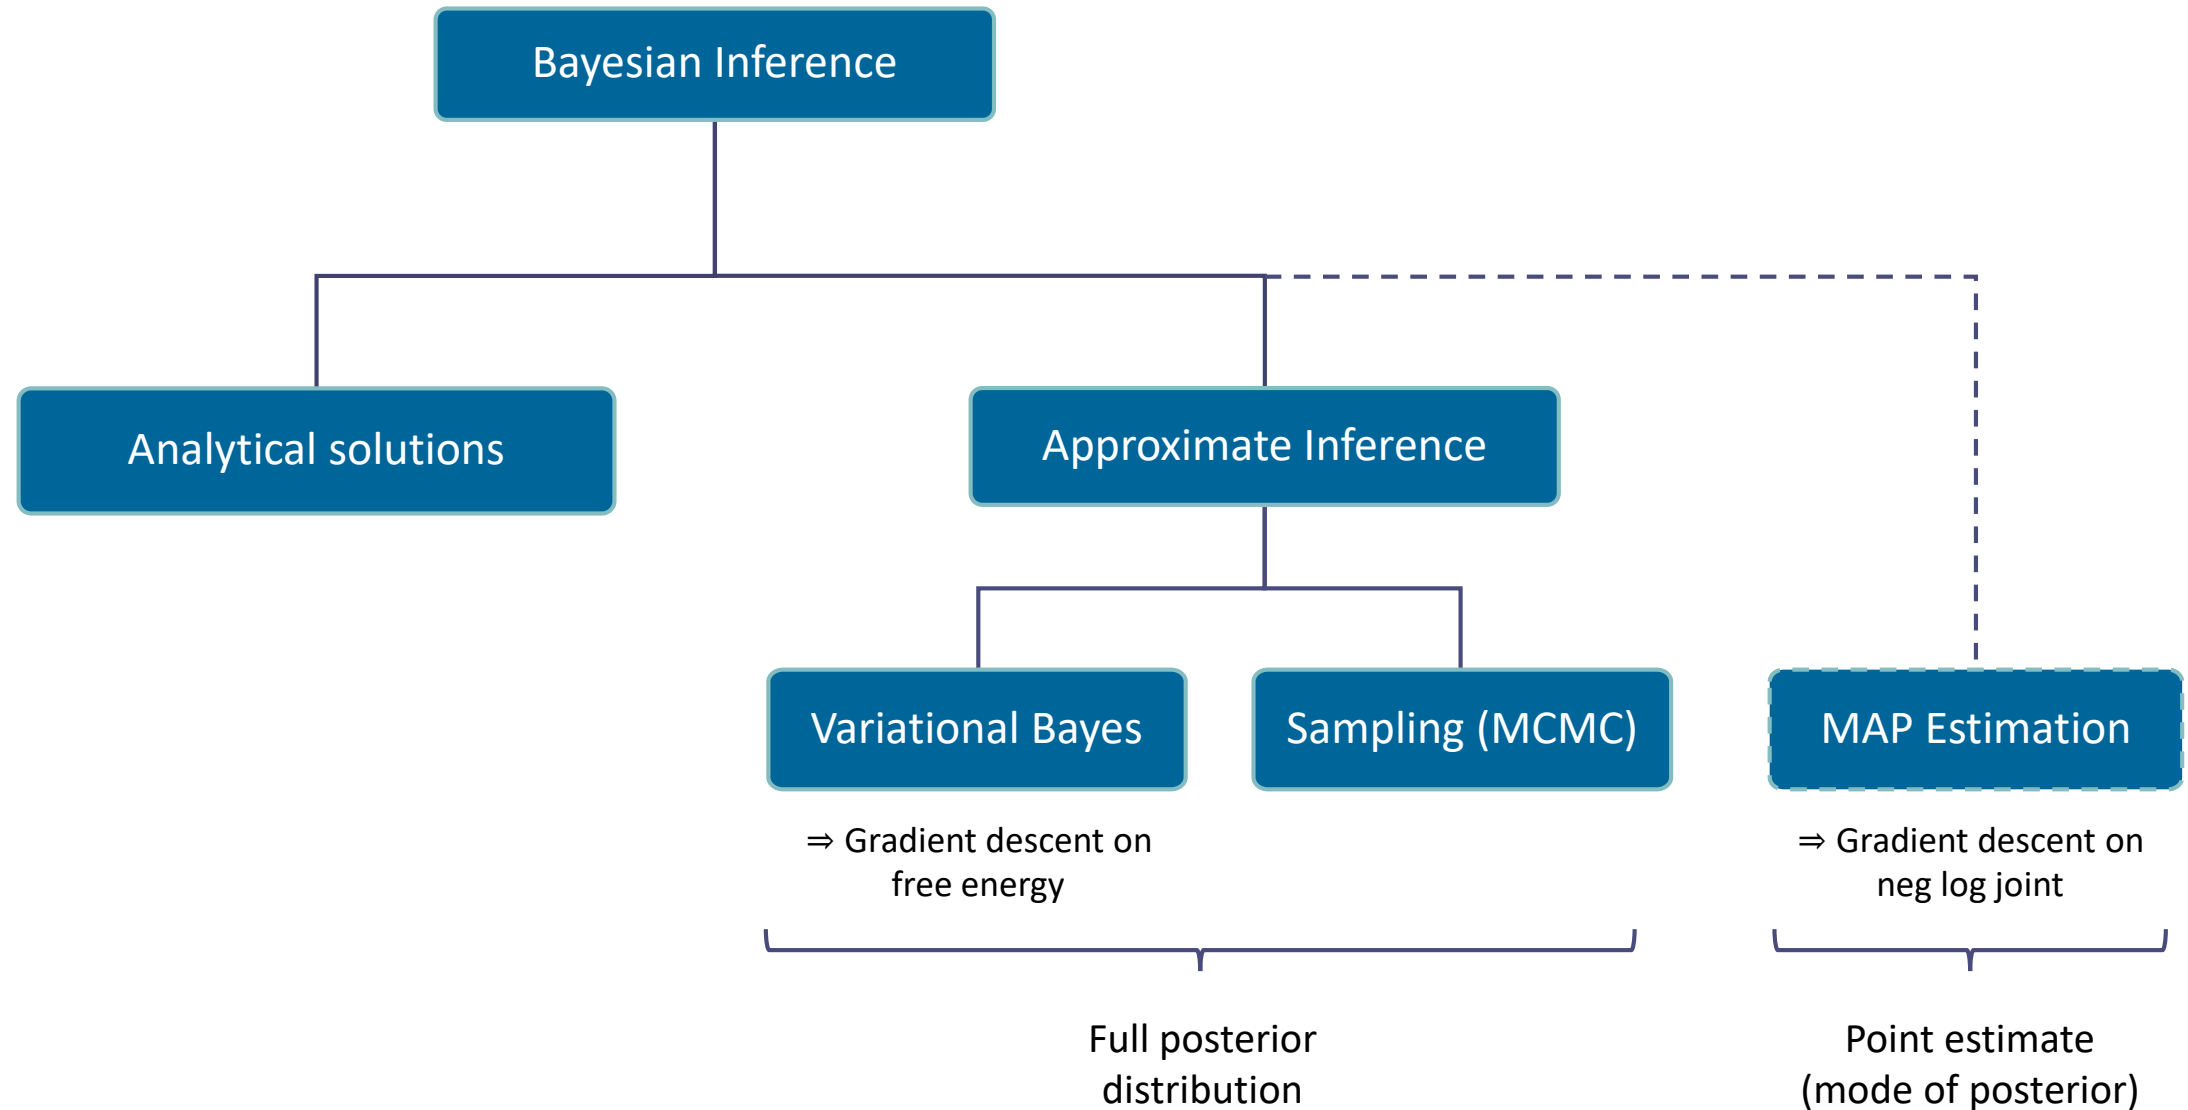 Bayesian Inference
Analytical solutions
Approximate Inference
Variational Bayes
Sampling (MCMC)
MAP Estimation
⇒ Gradient descent on
free energy
⇒ Gradient descent on
neg log joint
Full posterior
distribution
Point estimate
(mode of posterior)